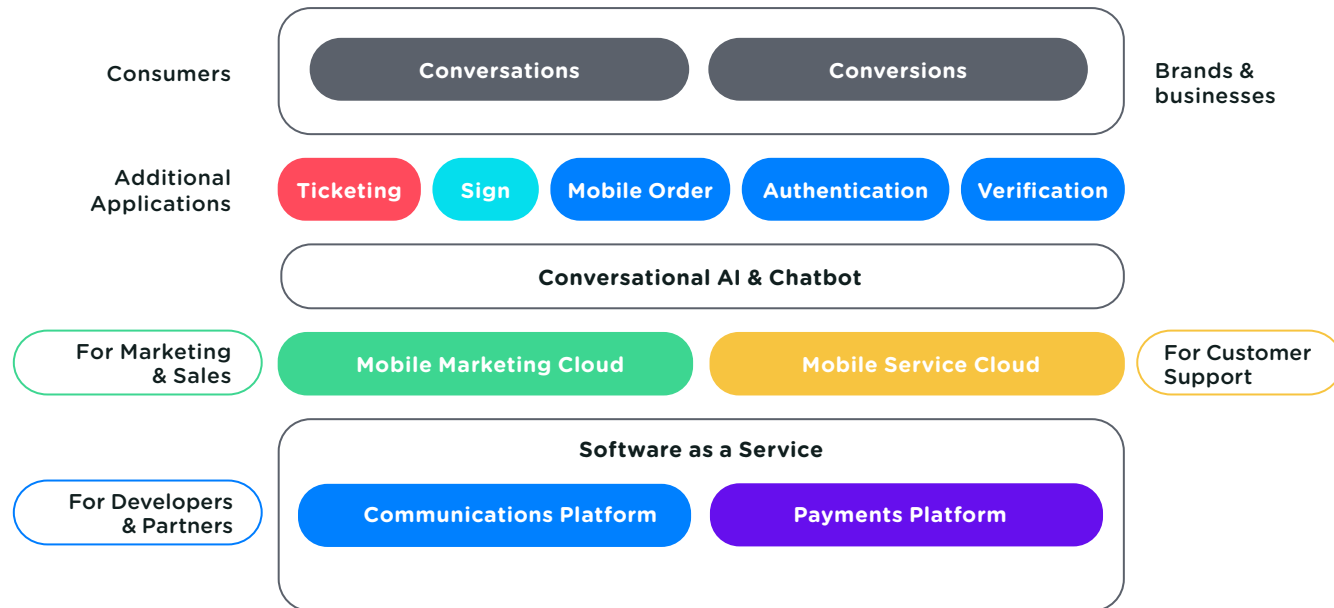 Consumers
Conversations
Conversions
Brands &
businesses
Additional
Applications
Ticketing
Sign
Mobile Order
Authentication
Verification
Conversational AI & Chatbot
For Marketing
& Sales
Mobile Marketing Cloud
Mobile Service Cloud
For Customer
Support
Software as a Service
For Developers
& Partners
Communications Platform
Payments Platform